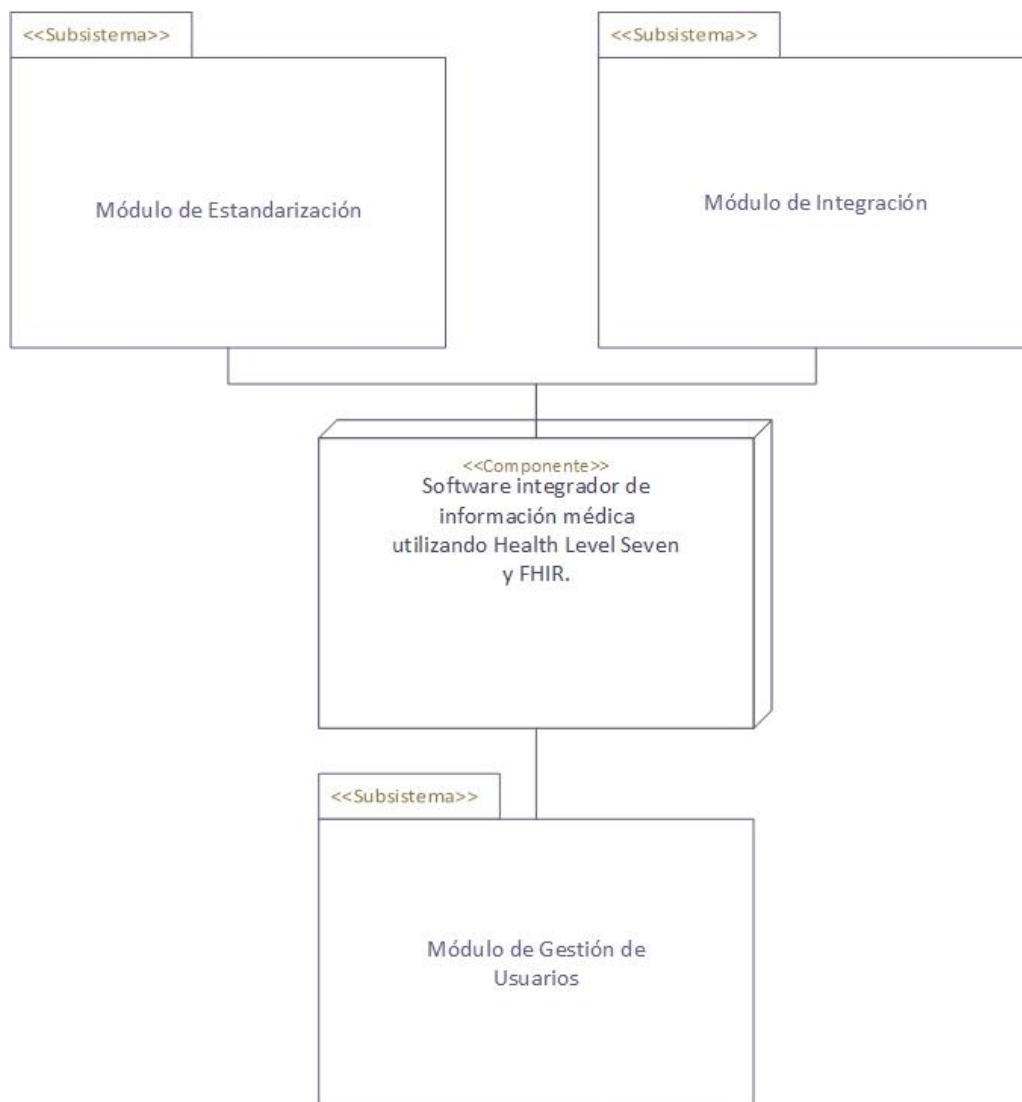 <<Subsistema>>
<<Subsistema>>
Módulo de Estandarización
Módulo de Integración
<<Componente>>
Software integrador de
información médica
utilizando Health Level Seven
y FHIR.
<<Subsistema>>
Módulo de Gestión de
Usuarios